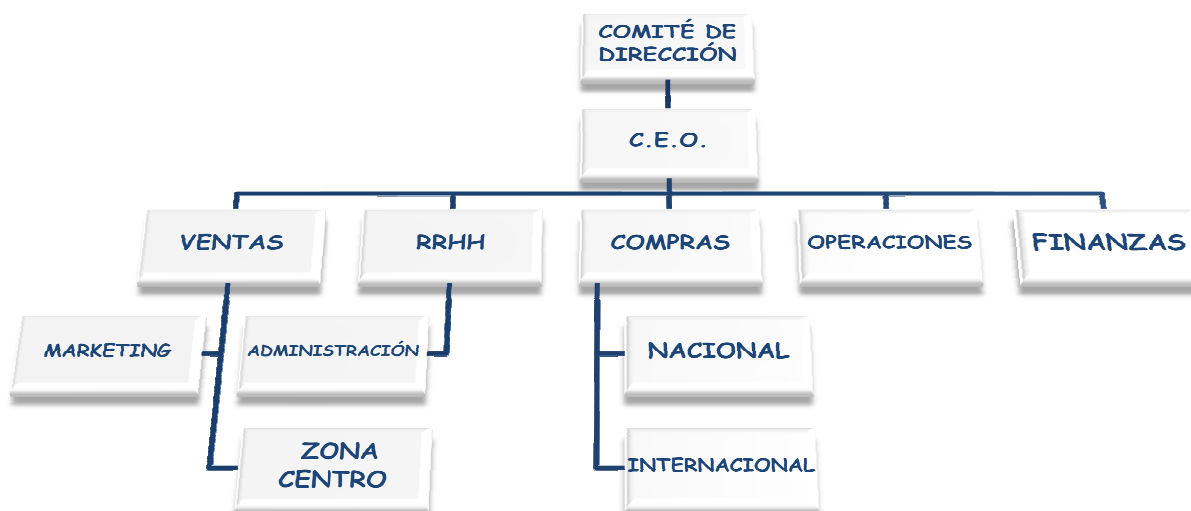 COMITÉ DE
DIRECCIÓN
C.E.O.
VENTAS
RRHH
COMPRAS
OPERACIONES
FINANZAS
MARKETING
ADMINISTRACIÓN
NACIONAL
ZONA
CENTRO
INTERNACIONAL